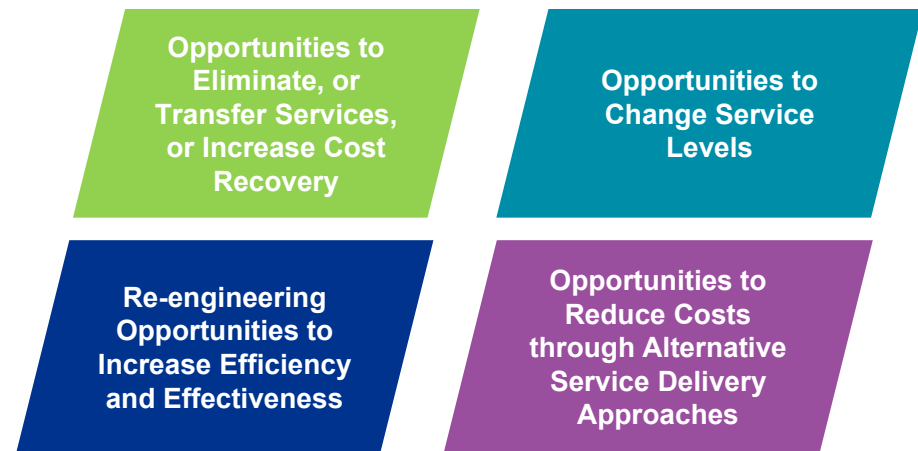 Opportunities to
Eliminate, or
Transfer Services,
or Increase Cost
Recovery
Opportunities to
Change Service
Levels
Re-engineering
Opportunities to
Increase Efficiency
and Effectiveness
Opportunities to
Reduce Costs
through Alternative
Service Delivery
Approaches